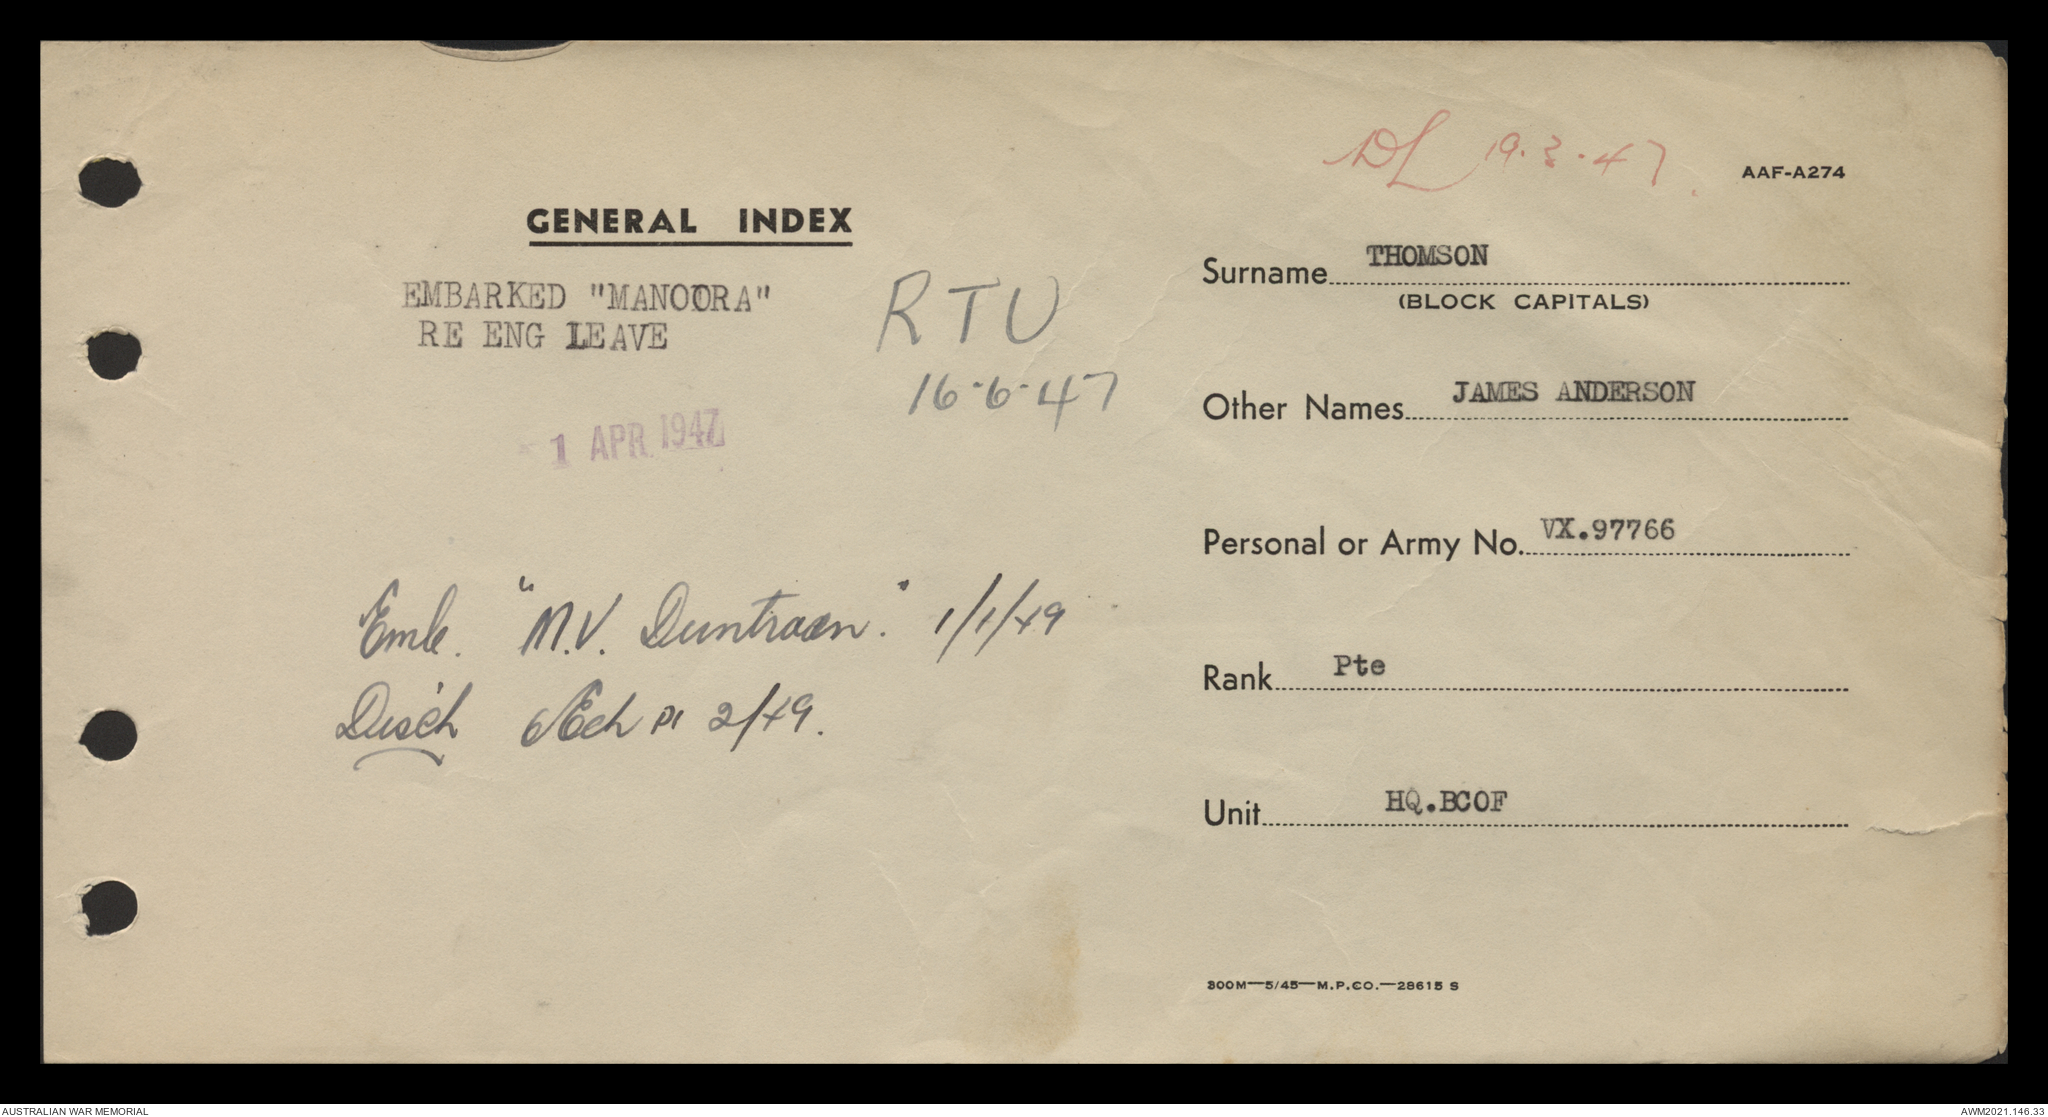 DL 19.3.47.
AAF-A274
GENERAL INDEX
EMBARKED "MANOORA"
RE ENG LEAVE
RTU
16.6.47
1 APR 1947
Surname THOMSON
(BLOCK CAPITALS)
Other Names JAMES ANDERSON
Personal or Army No. VX.97766
Rank Pte
Unit HQ.BCOF
Emb. "M.V. Duntroon." 1/1/49
Disch Ech 2/49.
300M—5/45—M.P.CO.—28615 S
AUSTRALIAN WAR MEMORIAL
AWM2021.146.33